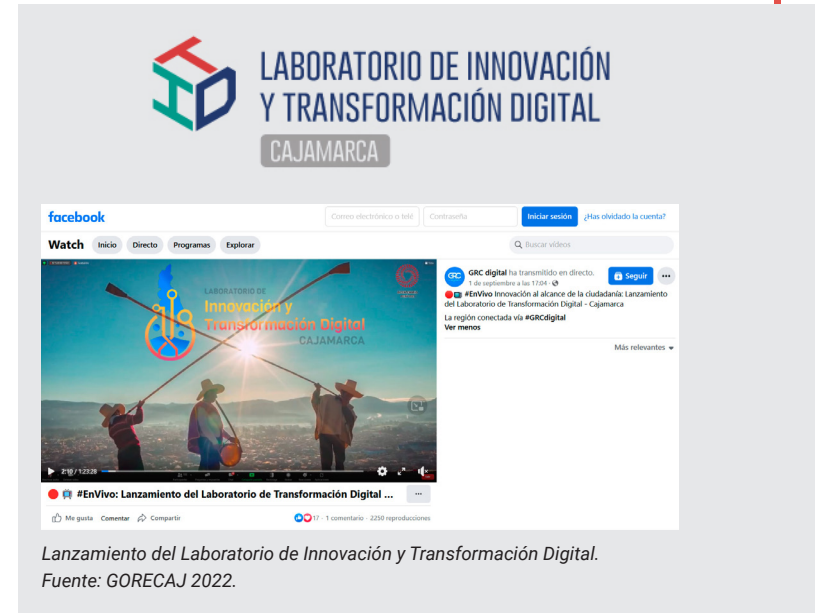 LABORATORIO DE INNOVACIÓN
Y TRANSFORMACIÓN DIGITAL
CAJAMARCA
facebook
Correo electrónico o telé
Contraseña
Iniciar sesión
¿Has olvidado la cuenta?
Watch
Inicio
Directo
Programas
Explorar
Buscar vídeos
LABORATORIO DE
Innovación y
Transformación Digital
CAJAMARCA
2:10 / 1:23:28
#EnVivo: Lanzamiento del Laboratorio de Transformación Digital ...
Me gusta Comentar Compartir
17 · 1 comentario · 2250 reproducciones
GRC
GRC digital ha transmitido en directo.
1 de septiembre a las 17:04 ·
Seguir
#EnVivo Innovación al alcance de la ciudadanía: Lanzamiento
del Laboratorio de Transformación Digital - Cajamarca
La región conectada vía #GRCdigital
Ver menos
Más relevantes
Lanzamiento del Laboratorio de Innovación y Transformación Digital.
Fuente: GORECAJ 2022.